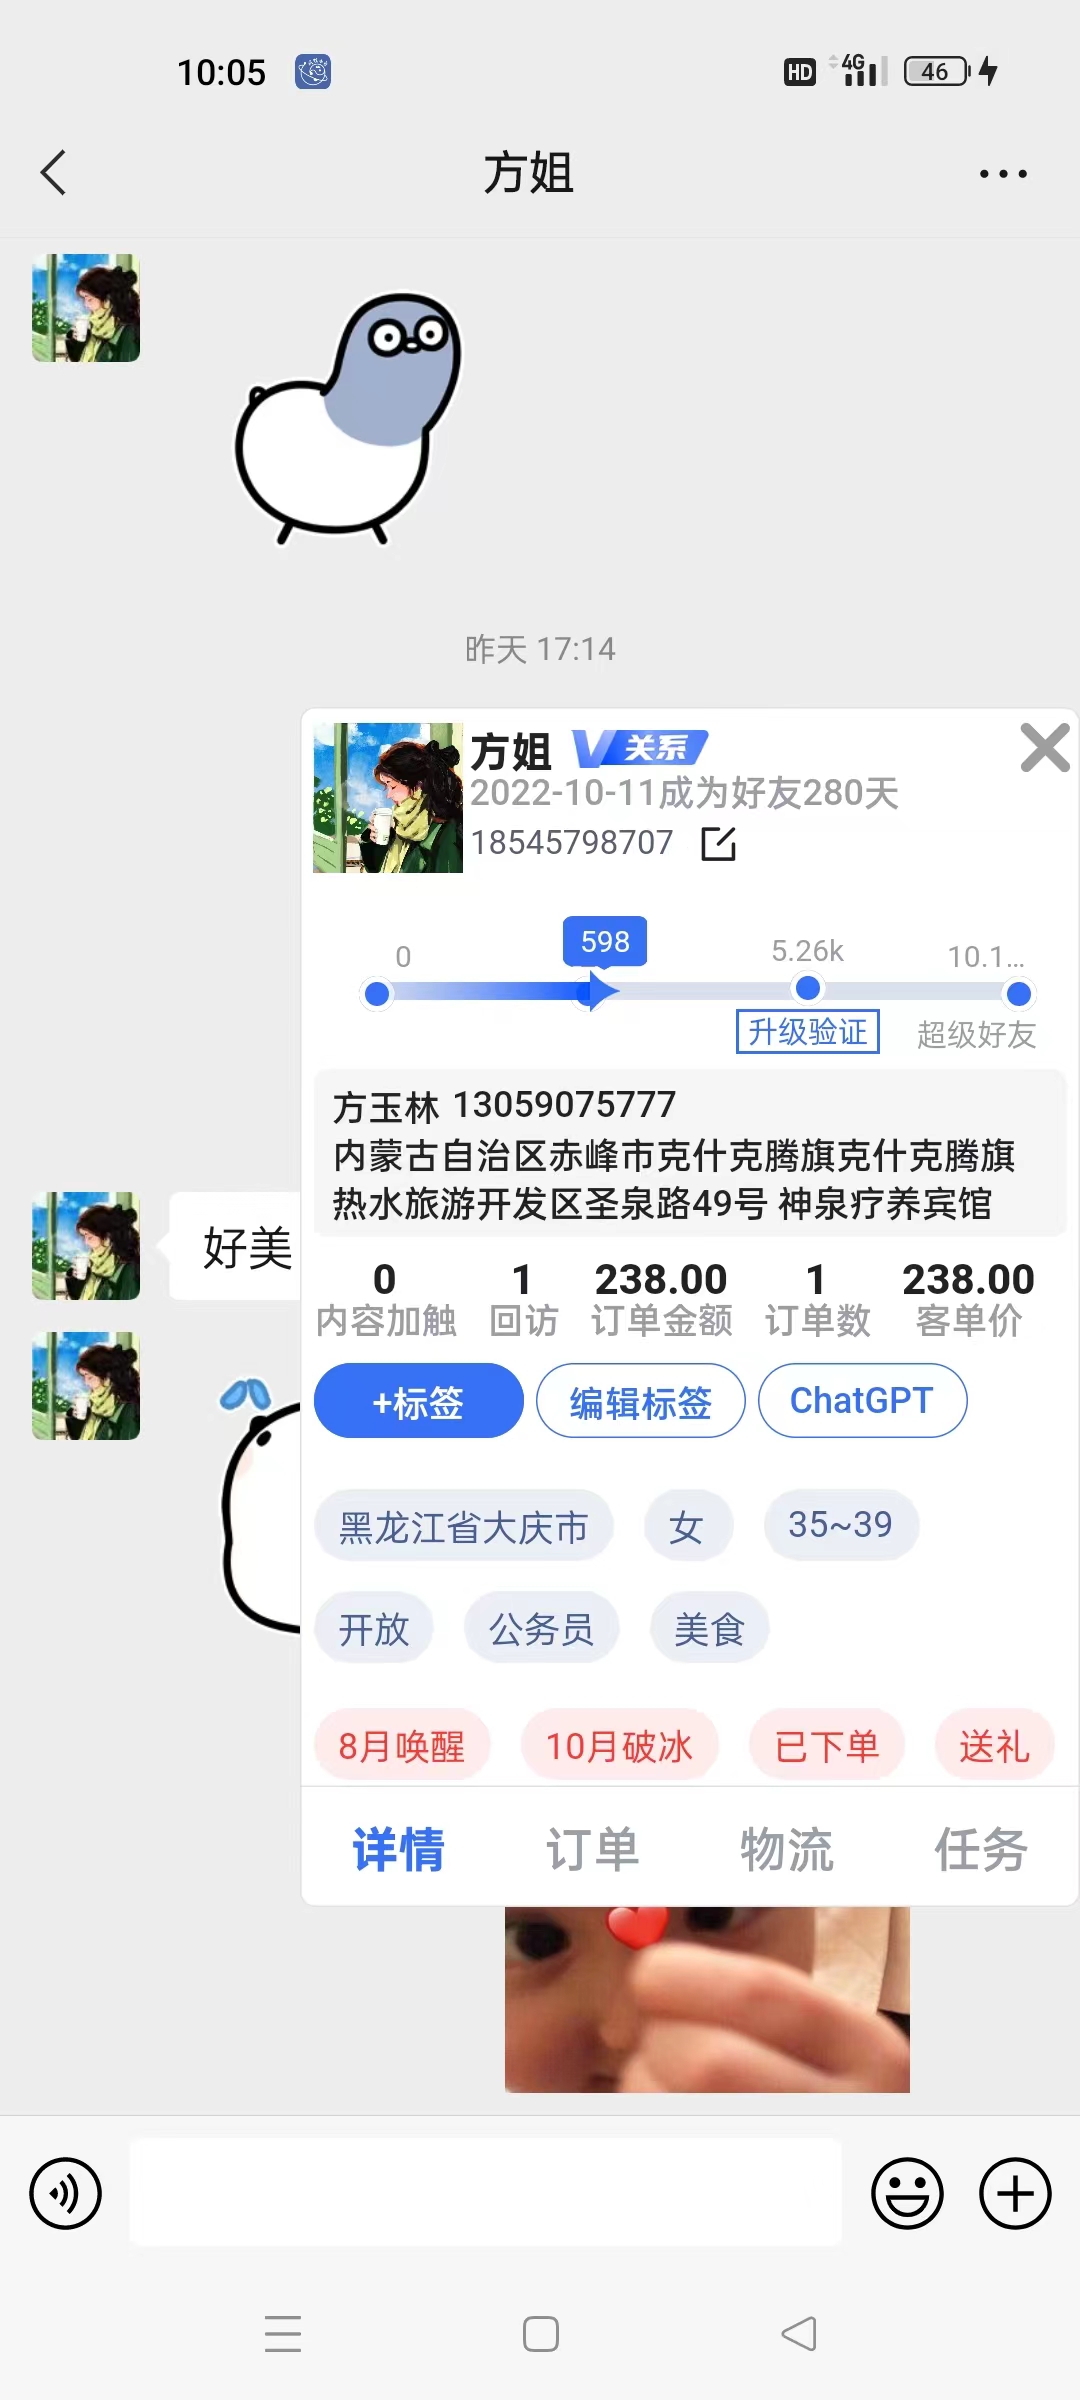 10:05
HD 4G 46
方姐
昨天 17:14
方姐 V关系
2022-10-11成为好友280天
18545798707
0 598 5.26k 10.1...
升级验证 超级好友
方玉林 13059075777
内蒙古自治区赤峰市克什克腾旗克什克腾旗
热水旅游开发区圣泉路49号 神泉疗养宾馆
好美
0 1 238.00 1 238.00
内容加触 回访 订单金额 订单数 客单价
+标签 编辑标签 ChatGPT
黑龙江省大庆市 女 35~39
开放 公务员 美食
8月唤醒 10月破冰 已下单 送礼
详情 订单 物流 任务